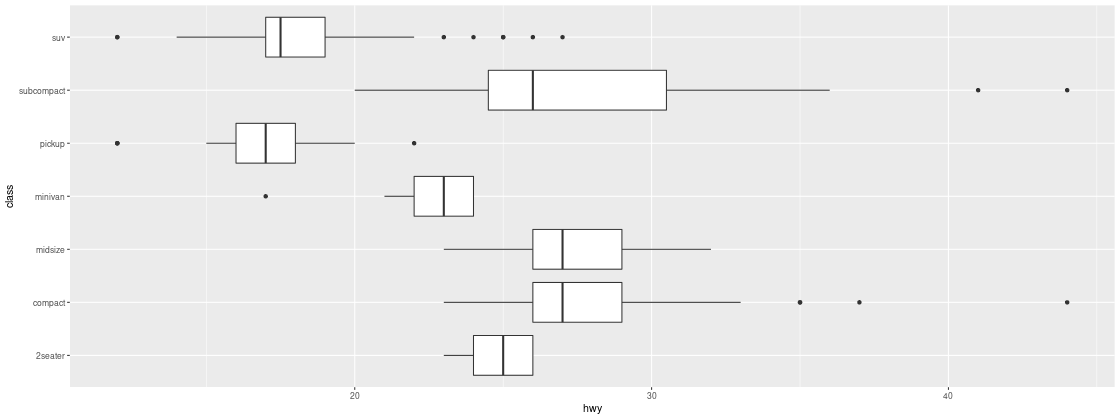 suv
subcompact
pickup
minivan
midsize
compact
2seater
class
20 30 40
hwy